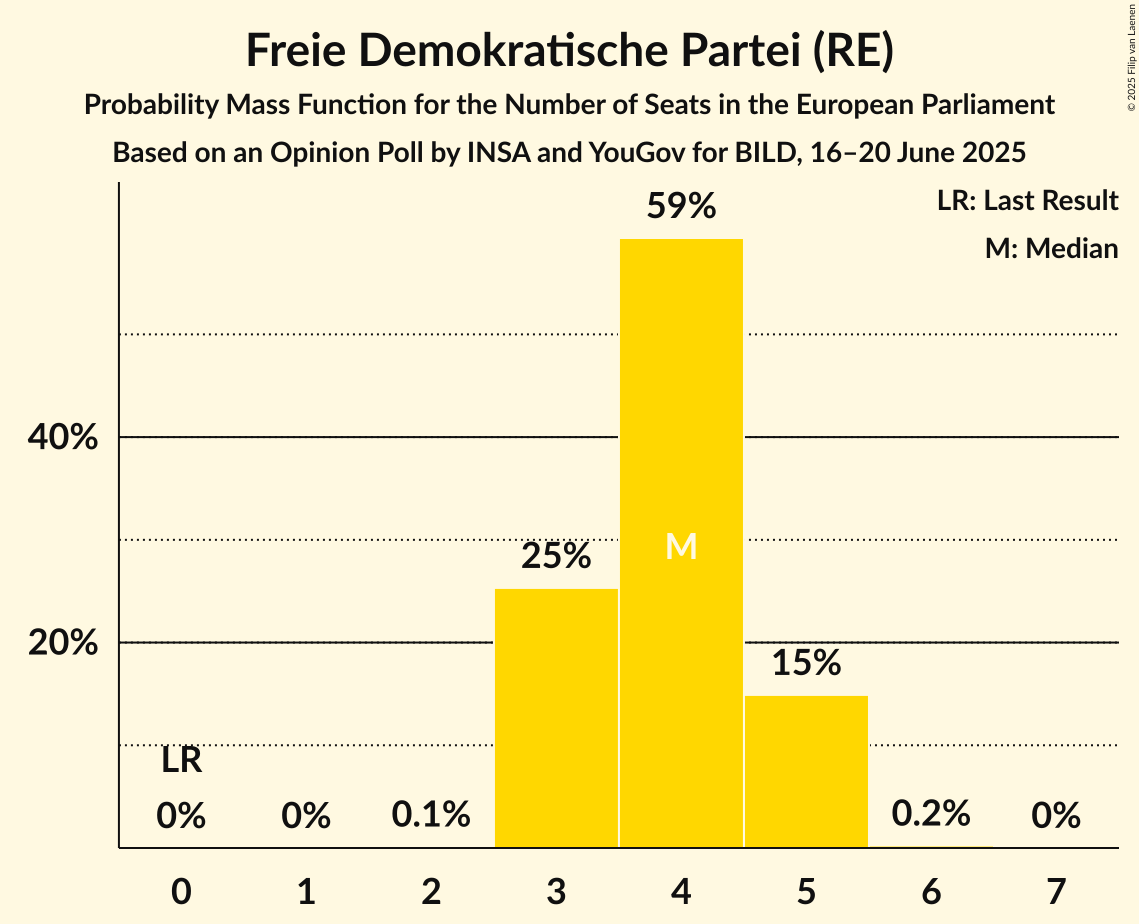 Freie Demokratische Partei (RE)
Probability Mass Function for the Number of Seats in the European Parliament
Based on an Opinion Poll by INSA and YouGov for BILD, 16–20 June 2025
© 2025 Filip van Laenen
LR: Last Result
M: Median
59%
40%
M
25%
20%
15%
LR
0% 0% 0.1% 0.2% 0%
0 1 2 3 4 5 6 7